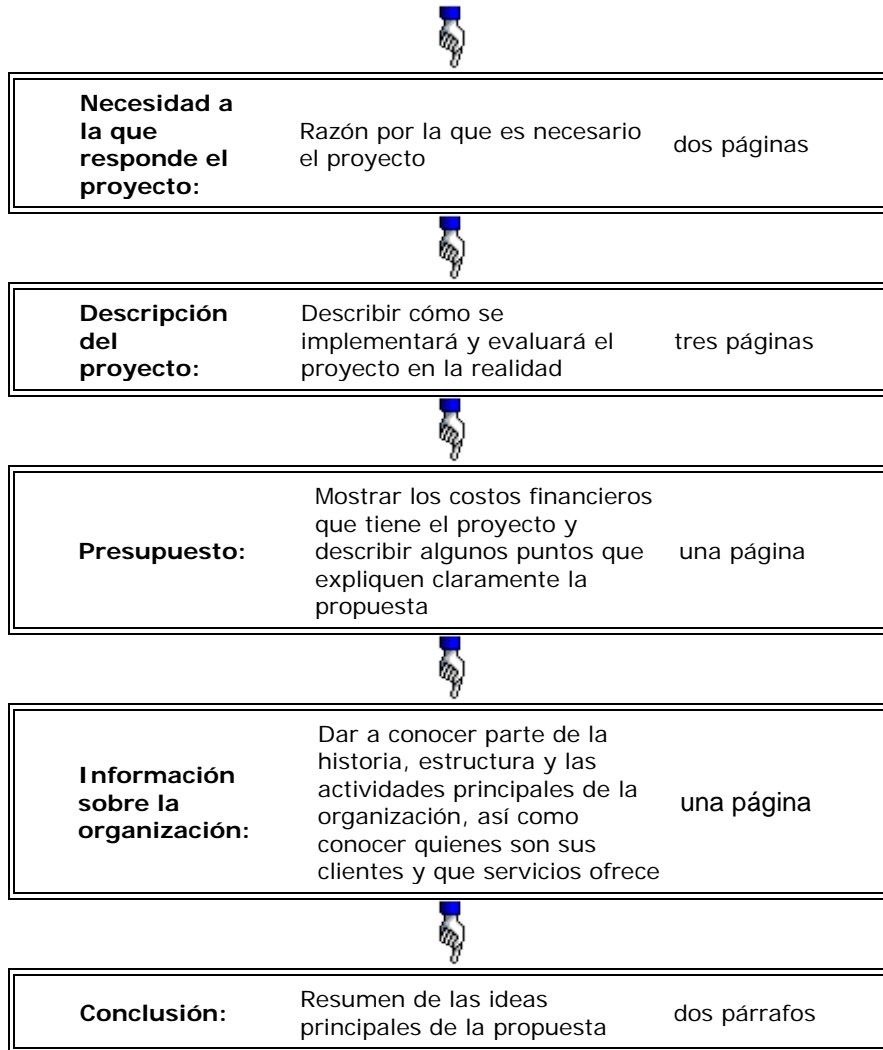 Necesidad a
la que
responde el
proyecto:
Razón por la que es necesario
el proyecto
dos páginas
Descripción
del
proyecto:
Describir cómo se
implementará y evaluará el
proyecto en la realidad
tres páginas
Presupuesto:
Mostrar los costos financieros
que tiene el proyecto y
describir algunos puntos que
expliquen claramente la
propuesta
una página
Información
sobre la
organización:
Dar a conocer parte de la
historia, estructura y las
actividades principales de la
organización, así como
conocer quienes son sus
clientes y que servicios ofrece
una página
Conclusión:
Resumen de las ideas
principales de la propuesta
dos párrafos